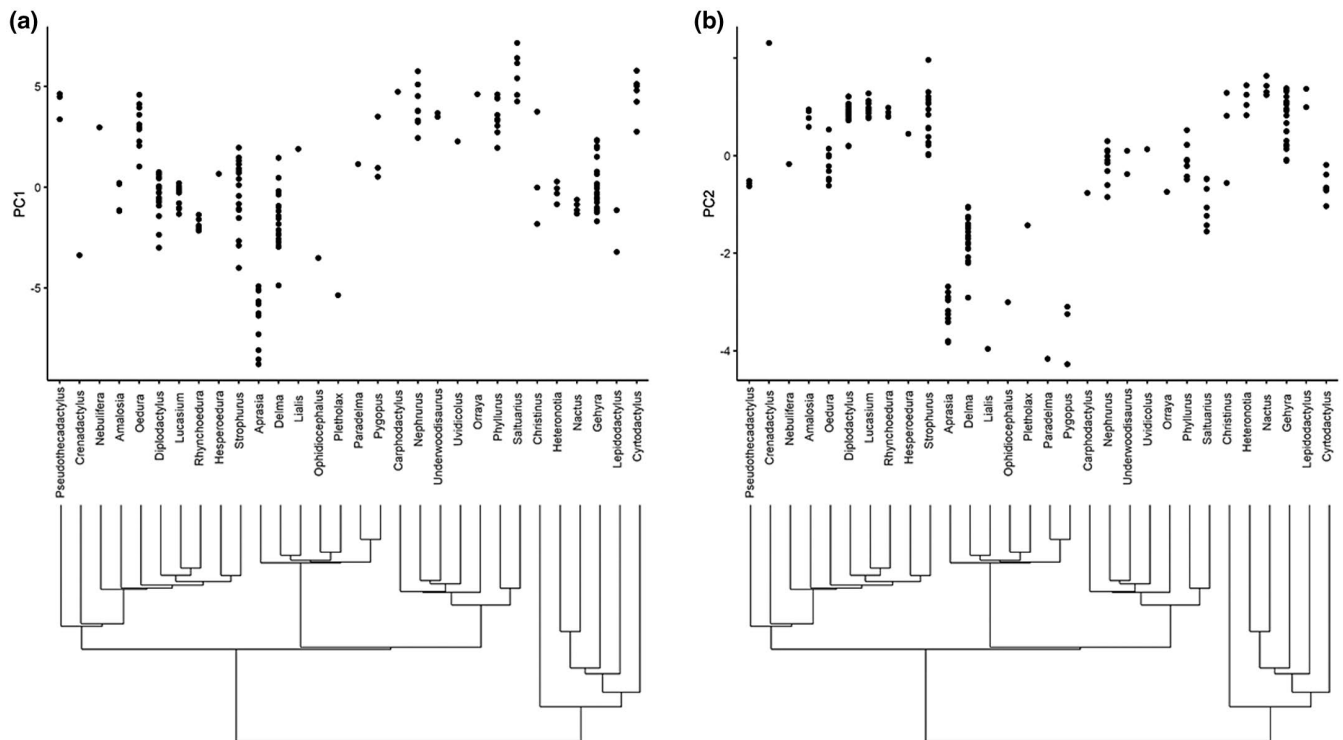 (a)
5
0
-5
PC1
Pseudothecadactylus
Crenadactylus
Nebulifera
Amalosia
Oedura
Diplodactylus
Lucasium
Rhynchoedura
Hesperoedura
Strophurus
Aprasia
Delma
Lialis
Ophidiocephalus
Pletholax
Paradelma
Pygopus
Carphodactylus
Nephrurus
Underwoodisaurus
Uvidicolus
Orraya
Phyllurus
Saltuarius
Christinus
Heteronotia
Nactus
Gehyra
Lepidodactylus
Cyrtodactylus
(b)
0
-2
-4
PC2
Pseudothecadactylus
Crenadactylus
Nebulifera
Amalosia
Oedura
Diplodactylus
Lucasium
Rhynchoedura
Hesperoedura
Strophurus
Aprasia
Delma
Lialis
Ophidiocephalus
Pletholax
Paradelma
Pygopus
Carphodactylus
Nephrurus
Underwoodisaurus
Uvidicolus
Orraya
Phyllurus
Saltuarius
Christinus
Heteronotia
Nactus
Gehyra
Lepidodactylus
Cyrtodactylus